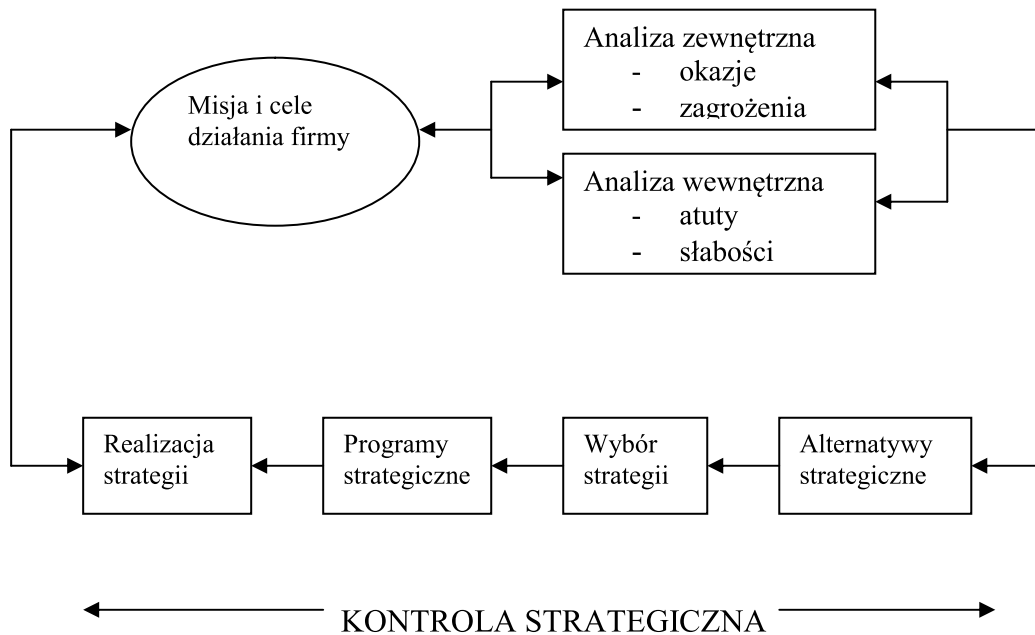 Misja i cele
działania firmy
Analiza zewnętrzna
- okazje
- zagrożenia
Analiza wewnętrzna
- atuty
- słabości
Realizacja
strategii
Programy
strategiczne
Wybór
strategii
Alternatywy
strategiczne
KONTROLA STRATEGICZNA